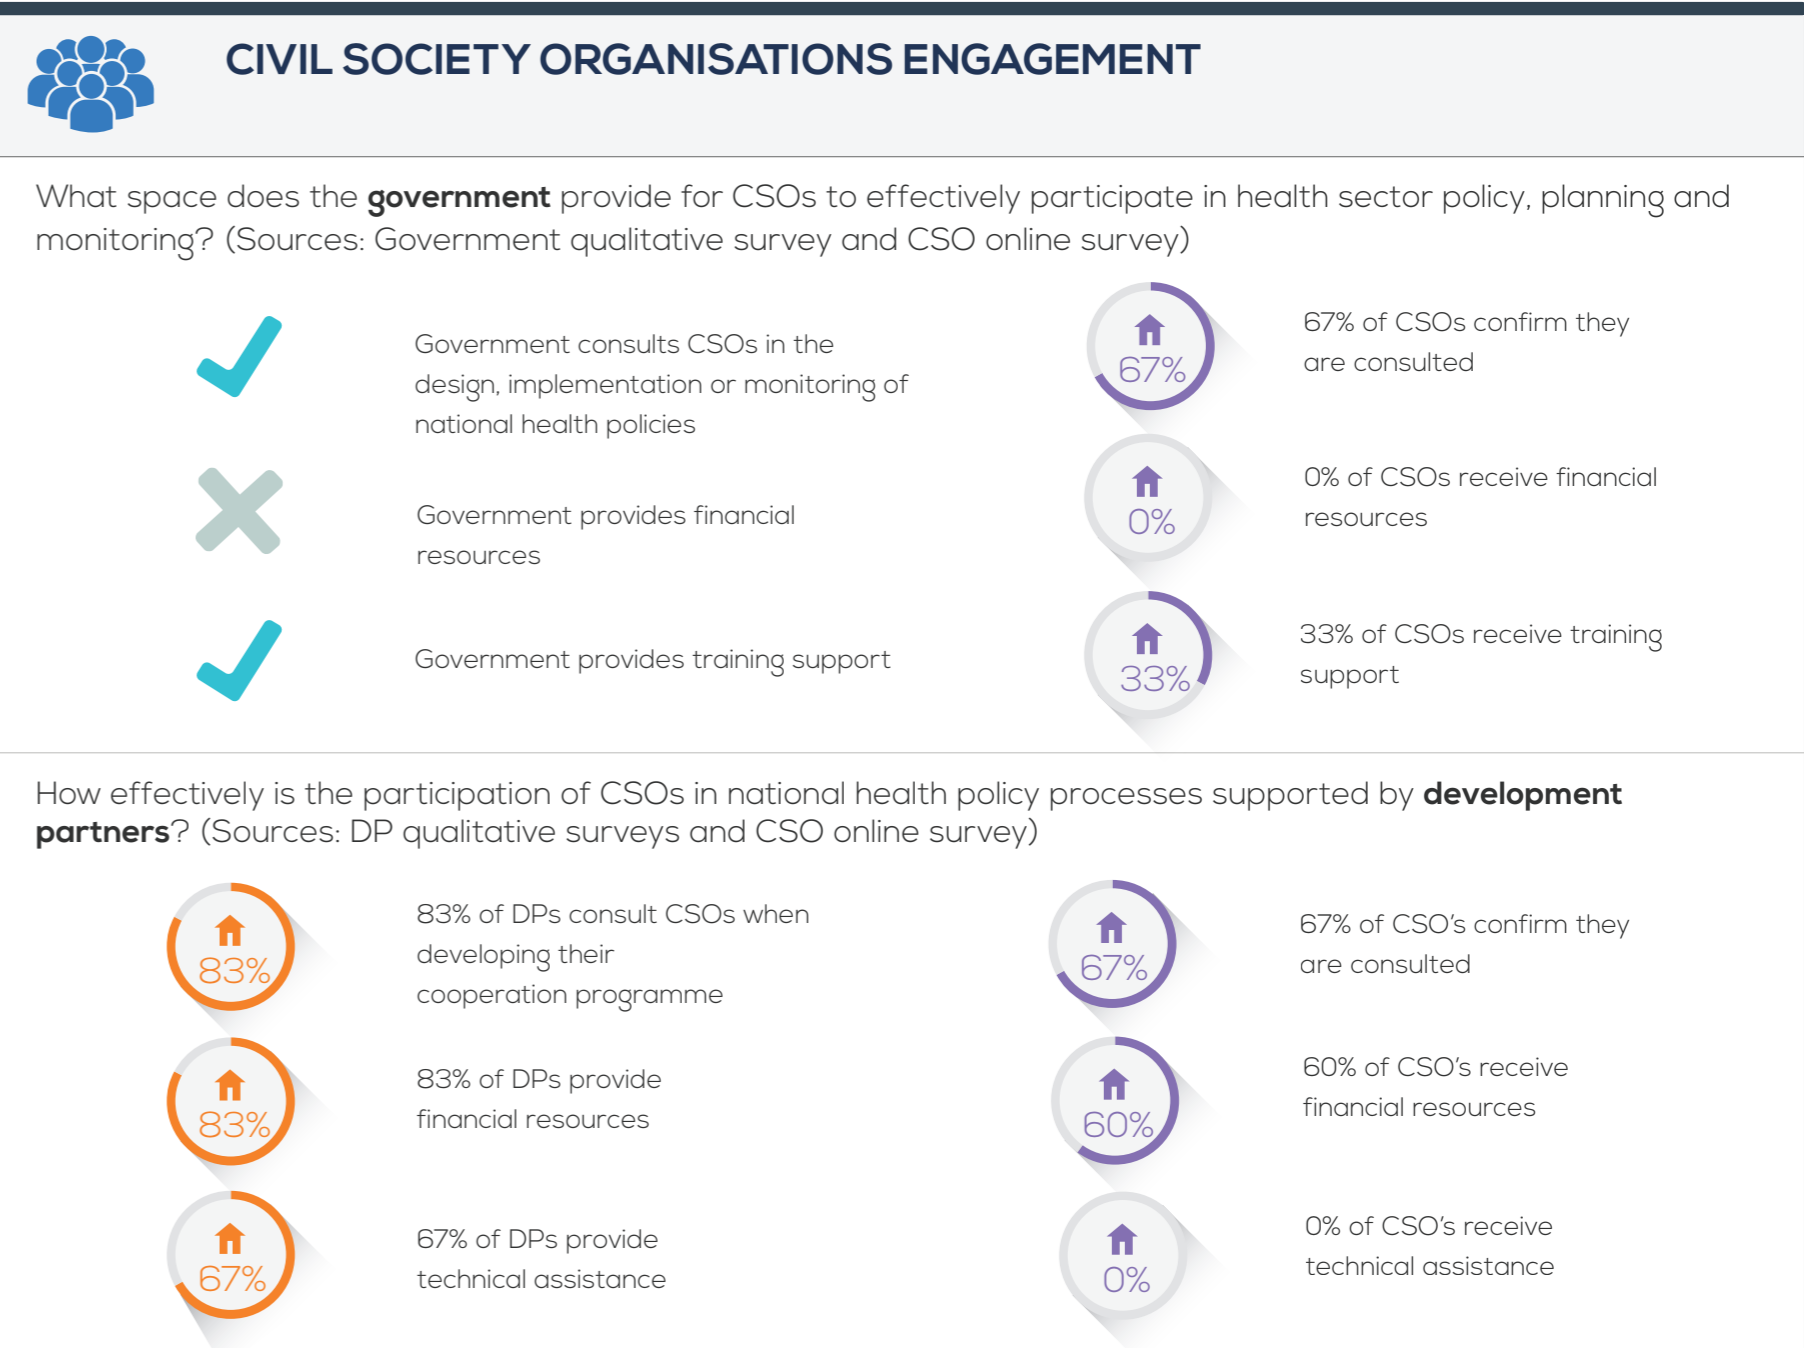 CIVIL SOCIETY ORGANISATIONS ENGAGEMENT
What space does the government provide for CSOs to effectively participate in health sector policy, planning and
monitoring? (Sources: Government qualitative survey and CSO online survey)
Government consults CSOs in the
design, implementation or monitoring of
national health policies
67%
67% of CSOs confirm they
are consulted
Government provides financial
resources
0%
0% of CSOs receive financial
resources
Government provides training support
33%
33% of CSOs receive training
support
How effectively is the participation of CSOs in national health policy processes supported by development
partners? (Sources: DP qualitative surveys and CSO online survey)
83%
83% of DPs consult CSOs when
developing their
cooperation programme
67%
67% of CSO's confirm they
are consulted
83%
83% of DPs provide
financial resources
60%
60% of CSO's receive
financial resources
67%
67% of DPs provide
technical assistance
0%
0% of CSO's receive
technical assistance